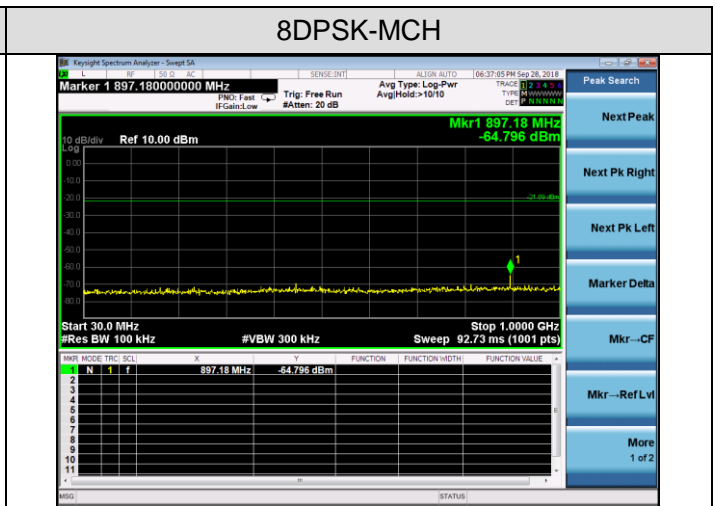 8DPSK-MCH
Keysight Spectrum Analyzer - Swept SA
L RF 50 Ω AC SENSE:INT ALIGN AUTO 06:37:05 PM Sep 28, 2018
Marker 1 897.180000000 MHz
PNO: Fast
IFGain:Low
Trig: Free Run
#Atten: 20 dB
Avg Type: Log-Pwr
Avg|Hold:>10/10
TRACE 1 2 3 4 5 6
TYPE M W W W W W
DET P N N N N N
Peak Search
Mkr1 897.18 MHz
-64.796 dBm
10 dB/div Ref 10.00 dBm
Log
0.00
-10.0
-20.0
-21.89 dBm
-30.0
-40.0
-50.0
-60.0
-70.0
-80.0
1
Start 30.0 MHz Stop 1.0000 GHz
#Res BW 100 kHz #VBW 300 kHz Sweep 92.73 ms (1001 pts)
MKR MODE TRC SCL X Y FUNCTION FUNCTION WIDTH FUNCTION VALUE
1 N 1 f 897.18 MHz -64.796 dBm
2
3
4
5
6
7
8
9
10
11
MSG STATUS
Next Peak
Next Pk Right
Next Pk Left
Marker Delta
Mkr→CF
Mkr→Ref Lvl
More
1 of 2